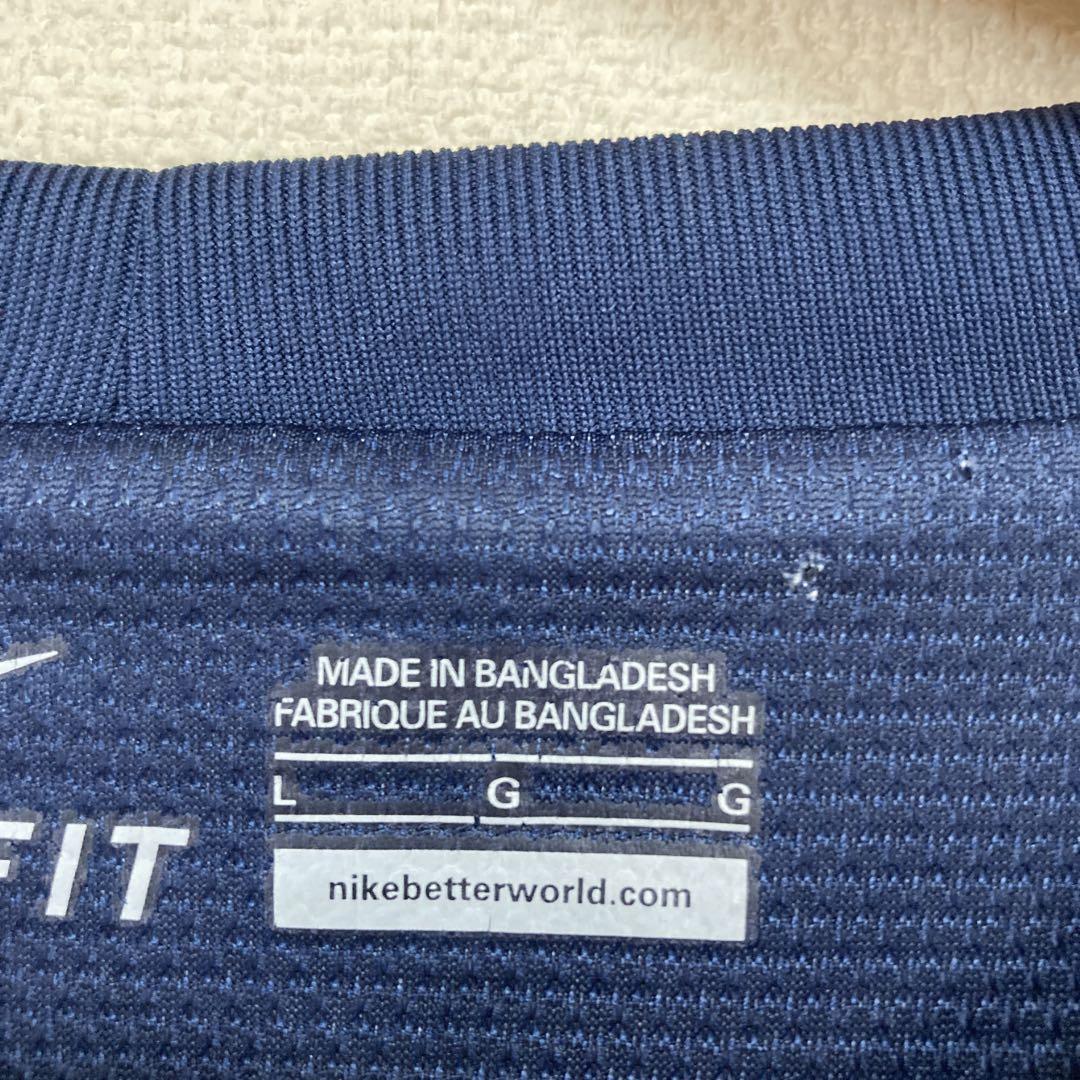 MADE IN BANGLADESH
FABRIQUE AU BANGLADESH
L G G
FIT
nikebetterworld.com